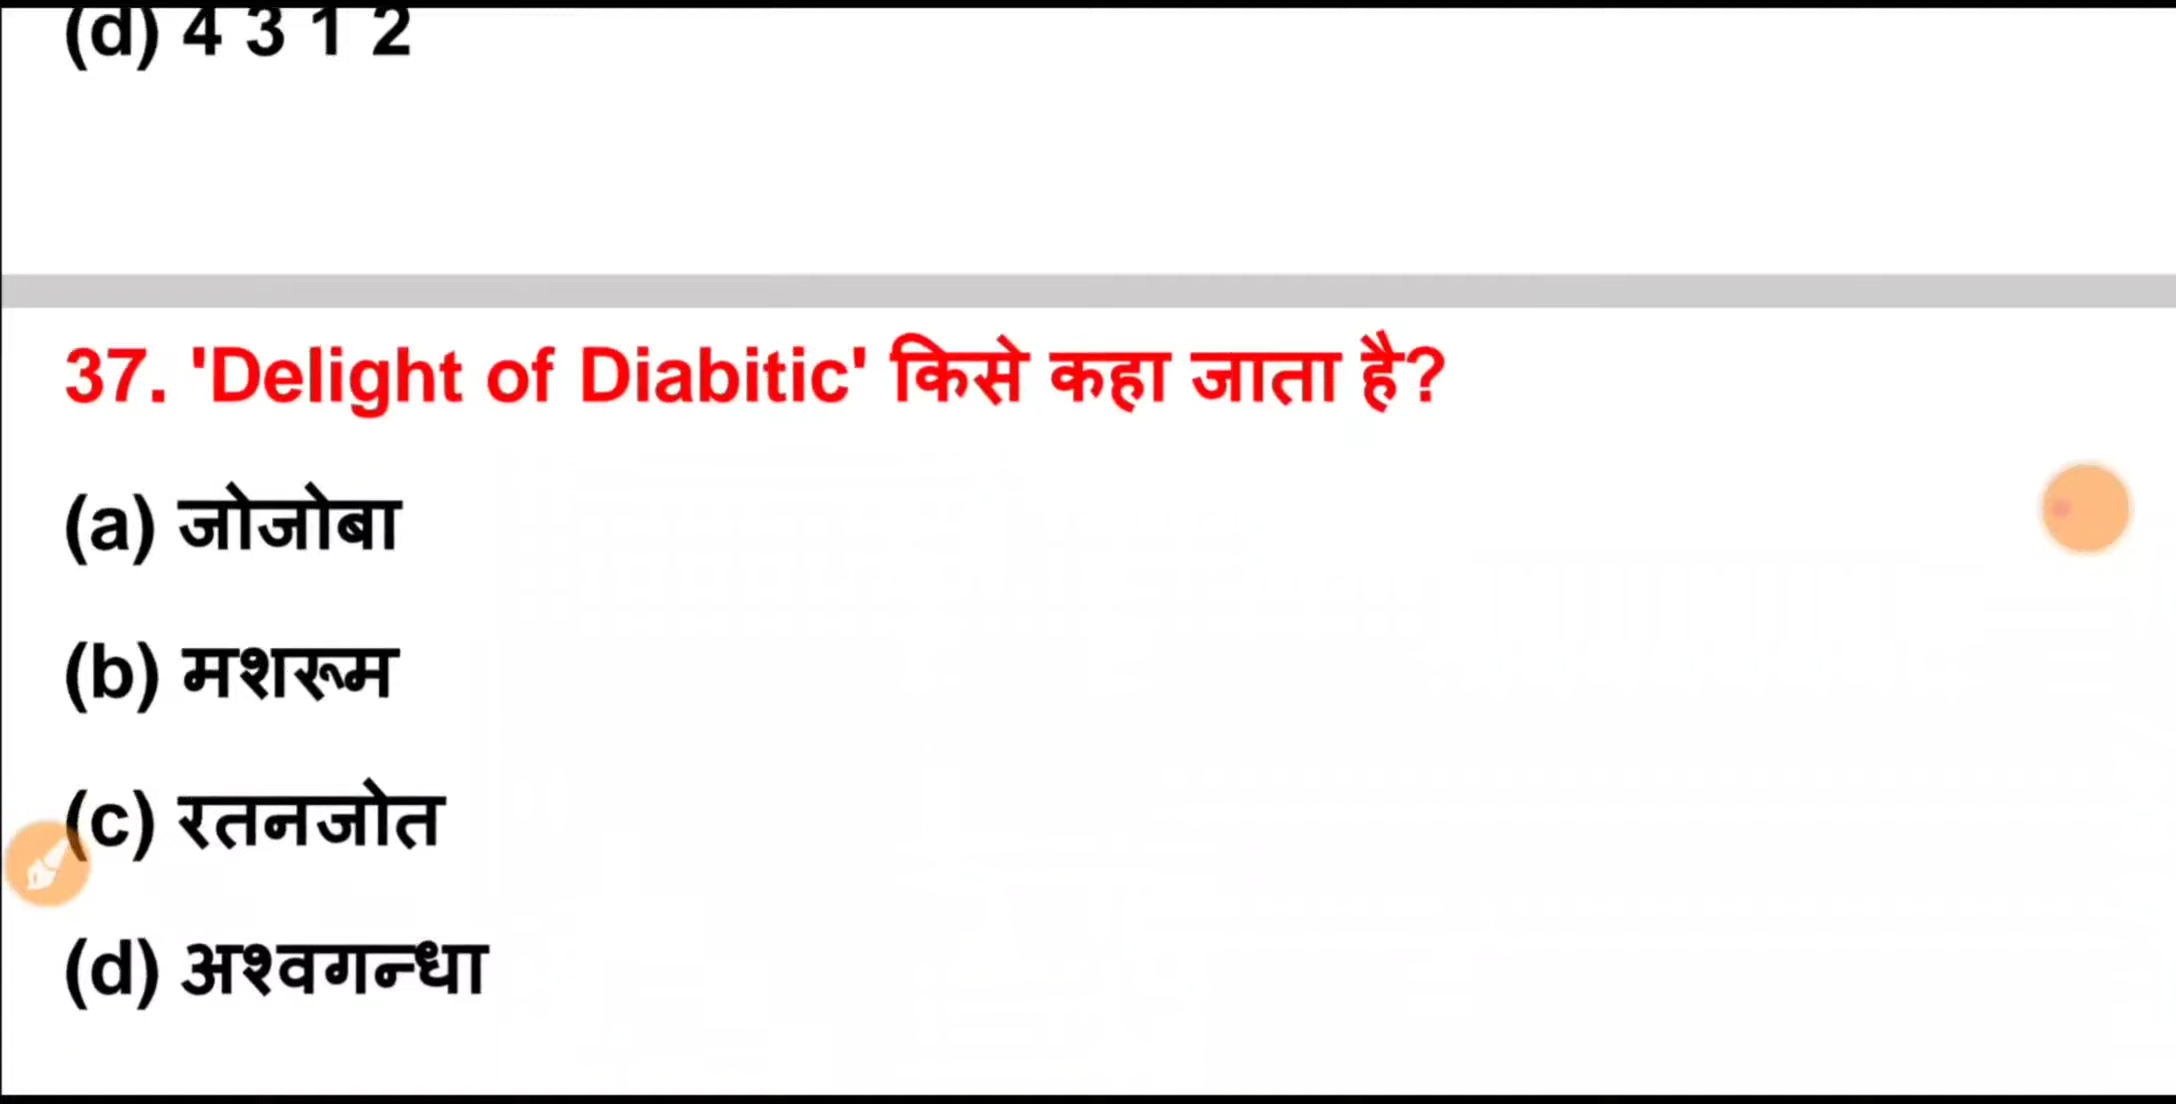 (d) 4 3 1 2
37. 'Delight of Diabitic' किसे कहा जाता है?
(a) जोजोबा
(b) मशरूम
(c) रतनजोत
(d) अश्वगन्धा